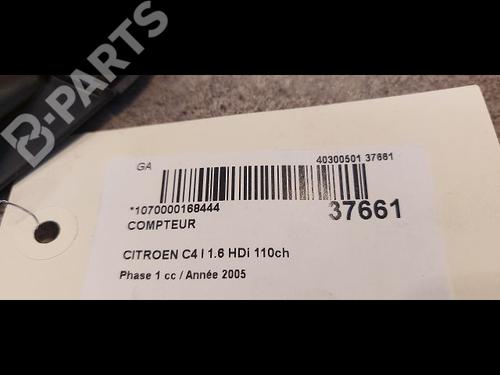 B-PARTS
GA
40300501 37661
*1070000168444
37661
COMPTEUR
CITROEN C4 I 1.6 HDi 110ch
Phase 1 cc / Année 2005